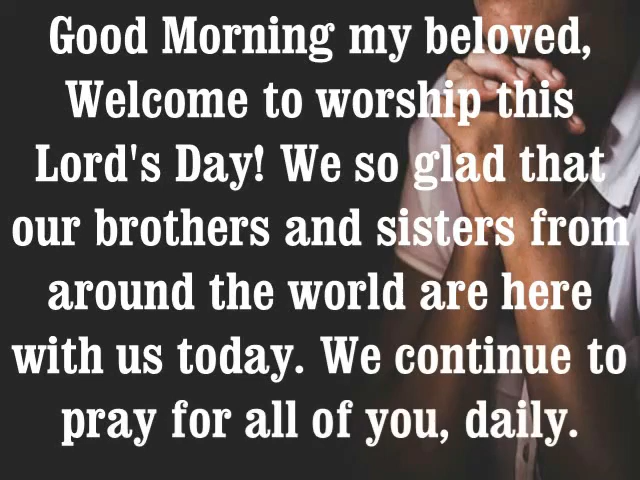 Good Morning my beloved,
Welcome to worship this
Lord's Day! We so glad that
our brothers and sisters from
around the world are here
with us today. We continue to
pray for all of you, daily.